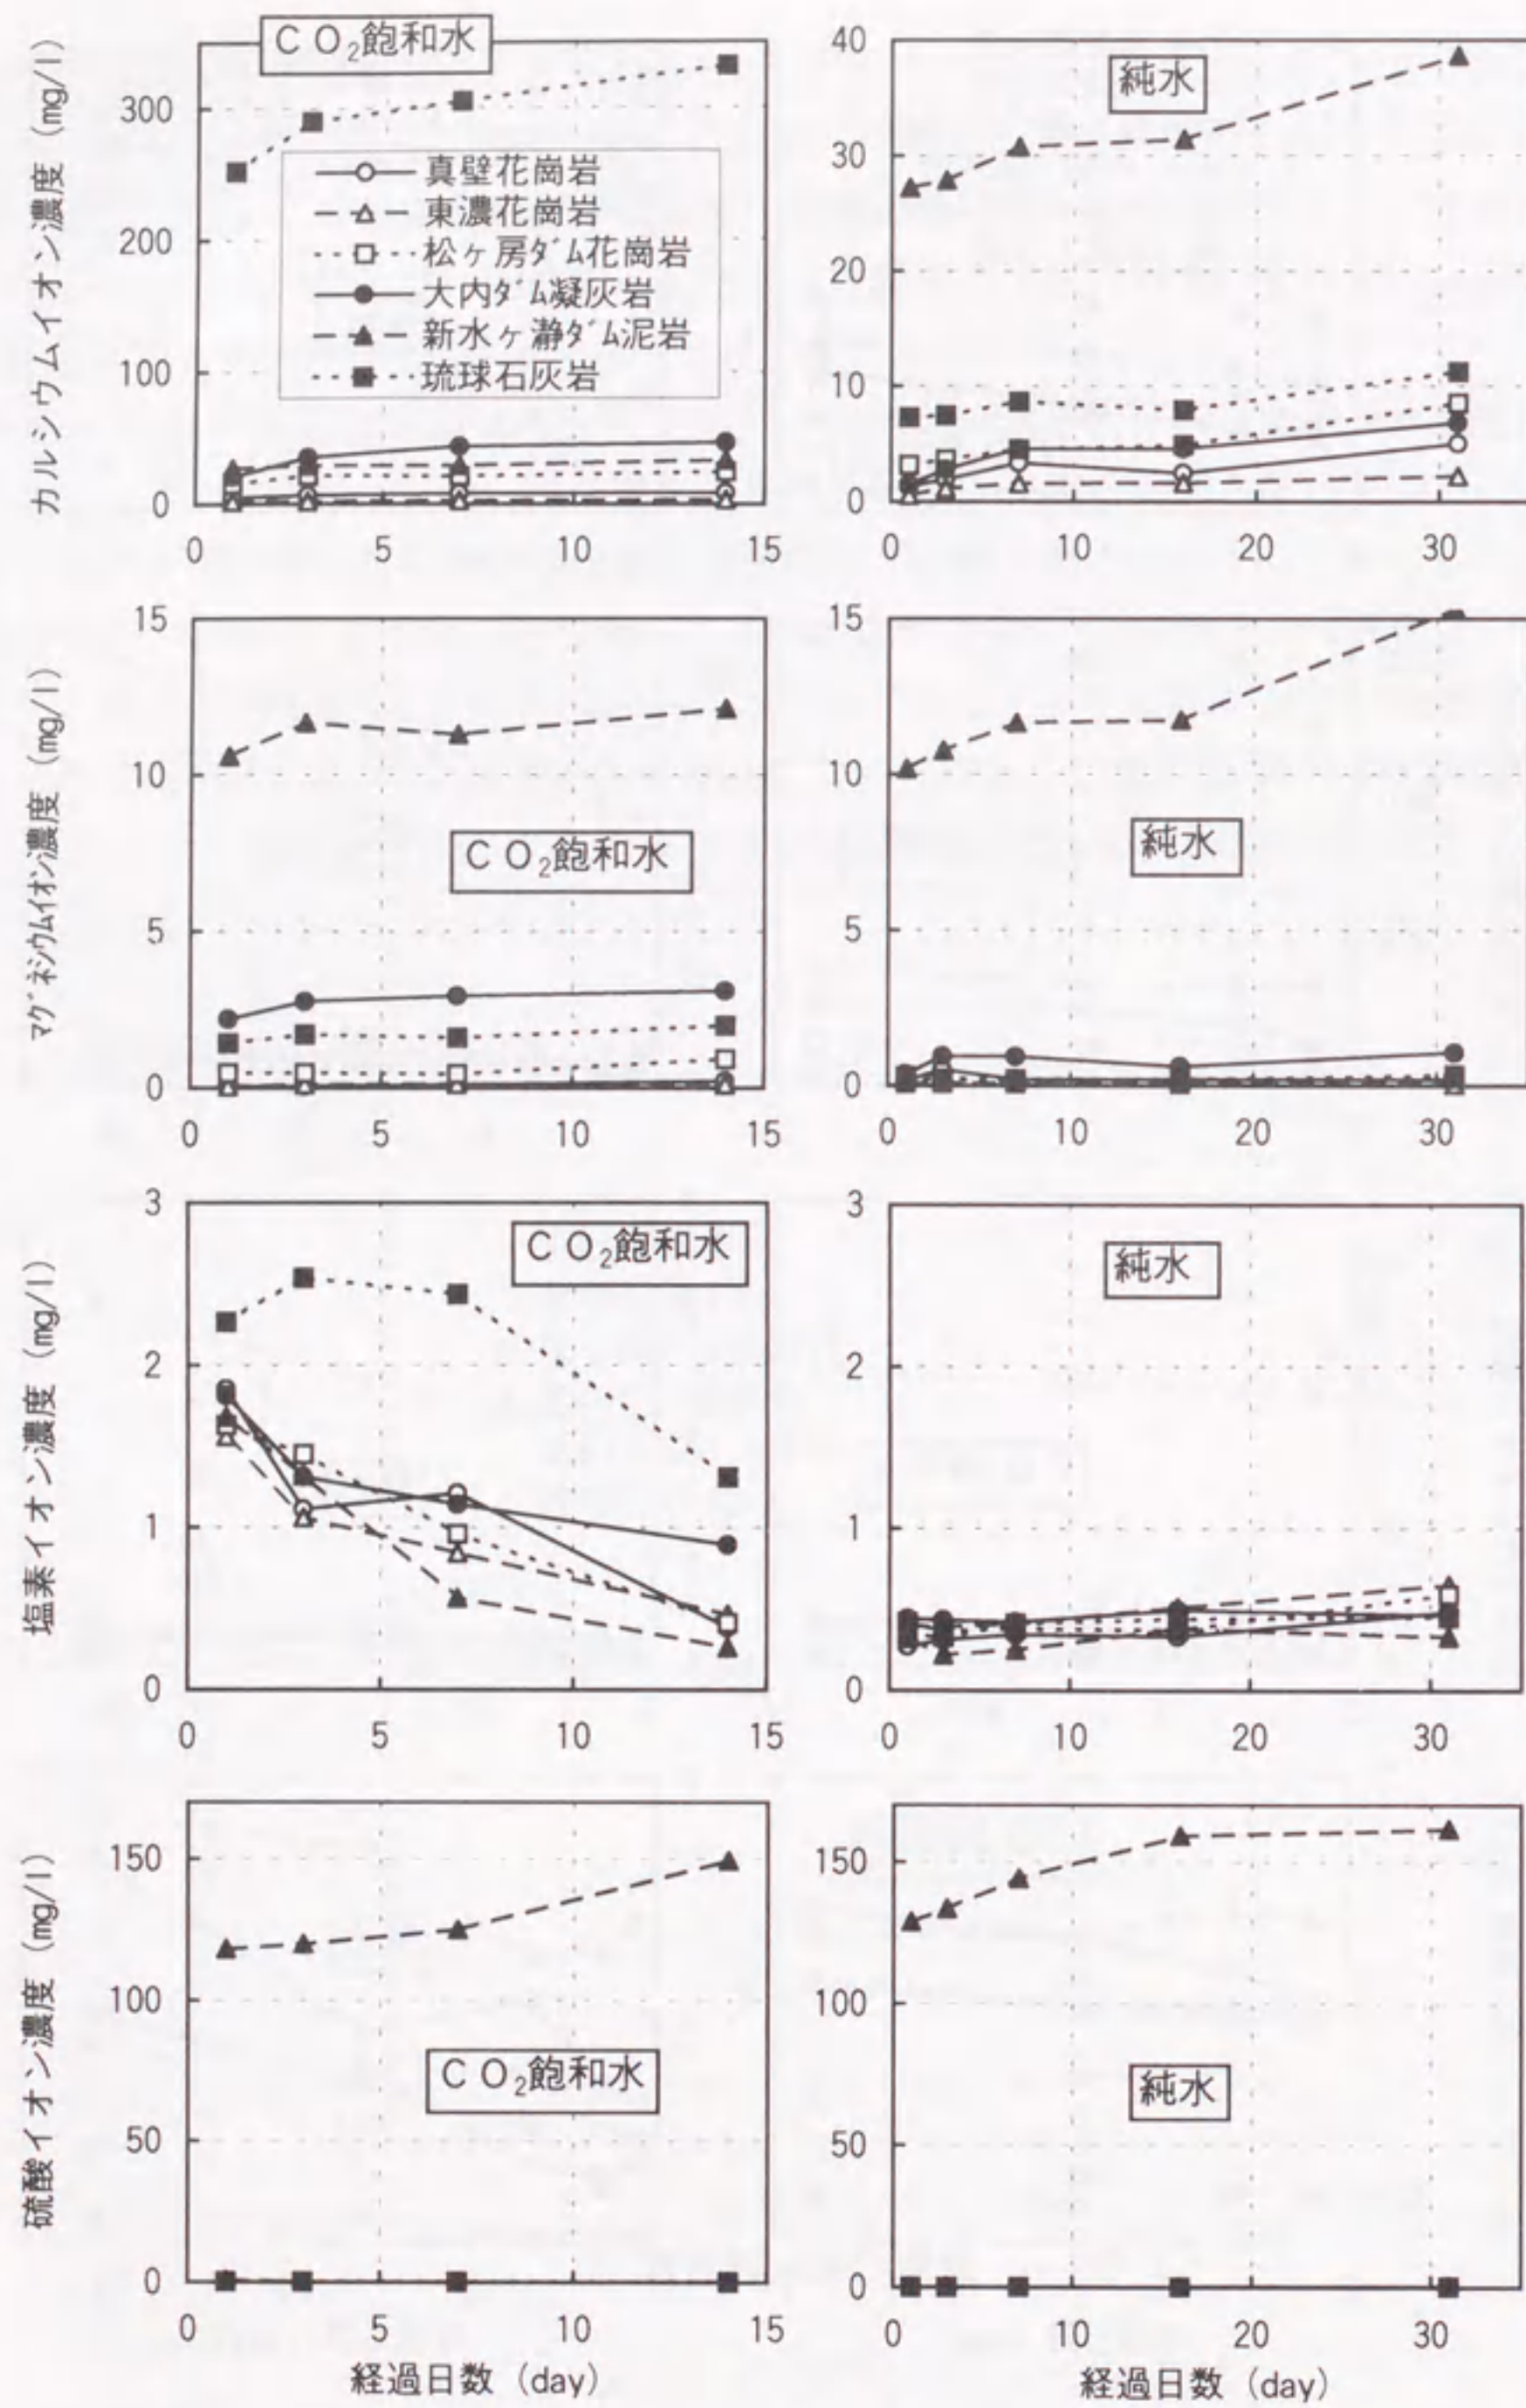 カルシウムイオン濃度 (mg/l)
300
200
100
0
CO₂飽和水
真壁花崗岩
東濃花崗岩
松ヶ房ダム花崗岩
大内ダム凝灰岩
新水ヶ瀞ダム泥岩
琉球石灰岩
0 5 10 15
40
30
20
10
0
純水
0 10 20 30
マグネシウムイオン濃度 (mg/l)
15
10
5
0
CO₂飽和水
0 5 10 15
15
10
5
0
純水
0 10 20 30
塩素イオン濃度 (mg/l)
3
2
1
0
CO₂飽和水
0 5 10 15
3
2
1
0
純水
0 10 20 30
硫酸イオン濃度 (mg/l)
150
100
50
0
CO₂飽和水
0 5 10 15
経過日数 (day)
150
100
50
0
純水
0 10 20 30
経過日数 (day)